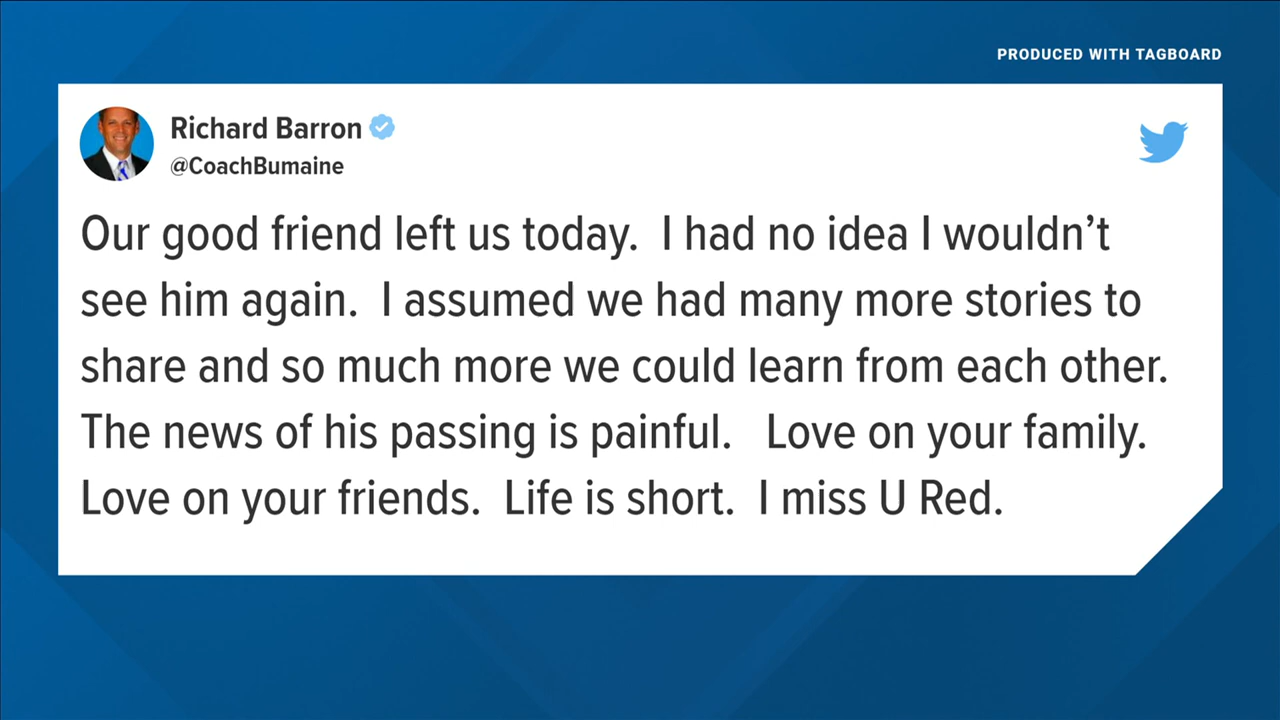 PRODUCED WITH TAGBOARD
Richard Barron
@CoachBumaine
Our good friend left us today.  I had no idea I wouldn’t
see him again.  I assumed we had many more stories to
share and so much more we could learn from each other.
The news of his passing is painful.   Love on your family.
Love on your friends.  Life is short.  I miss U Red.